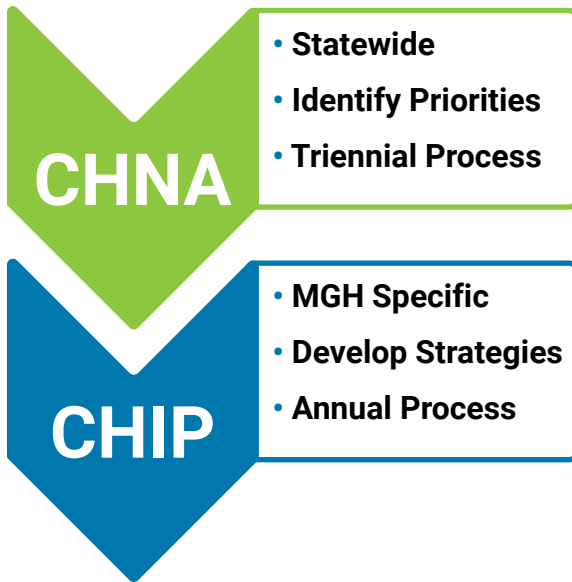 CHNA
• Statewide
• Identify Priorities
• Triennial Process
CHIP
• MGH Specific
• Develop Strategies
• Annual Process